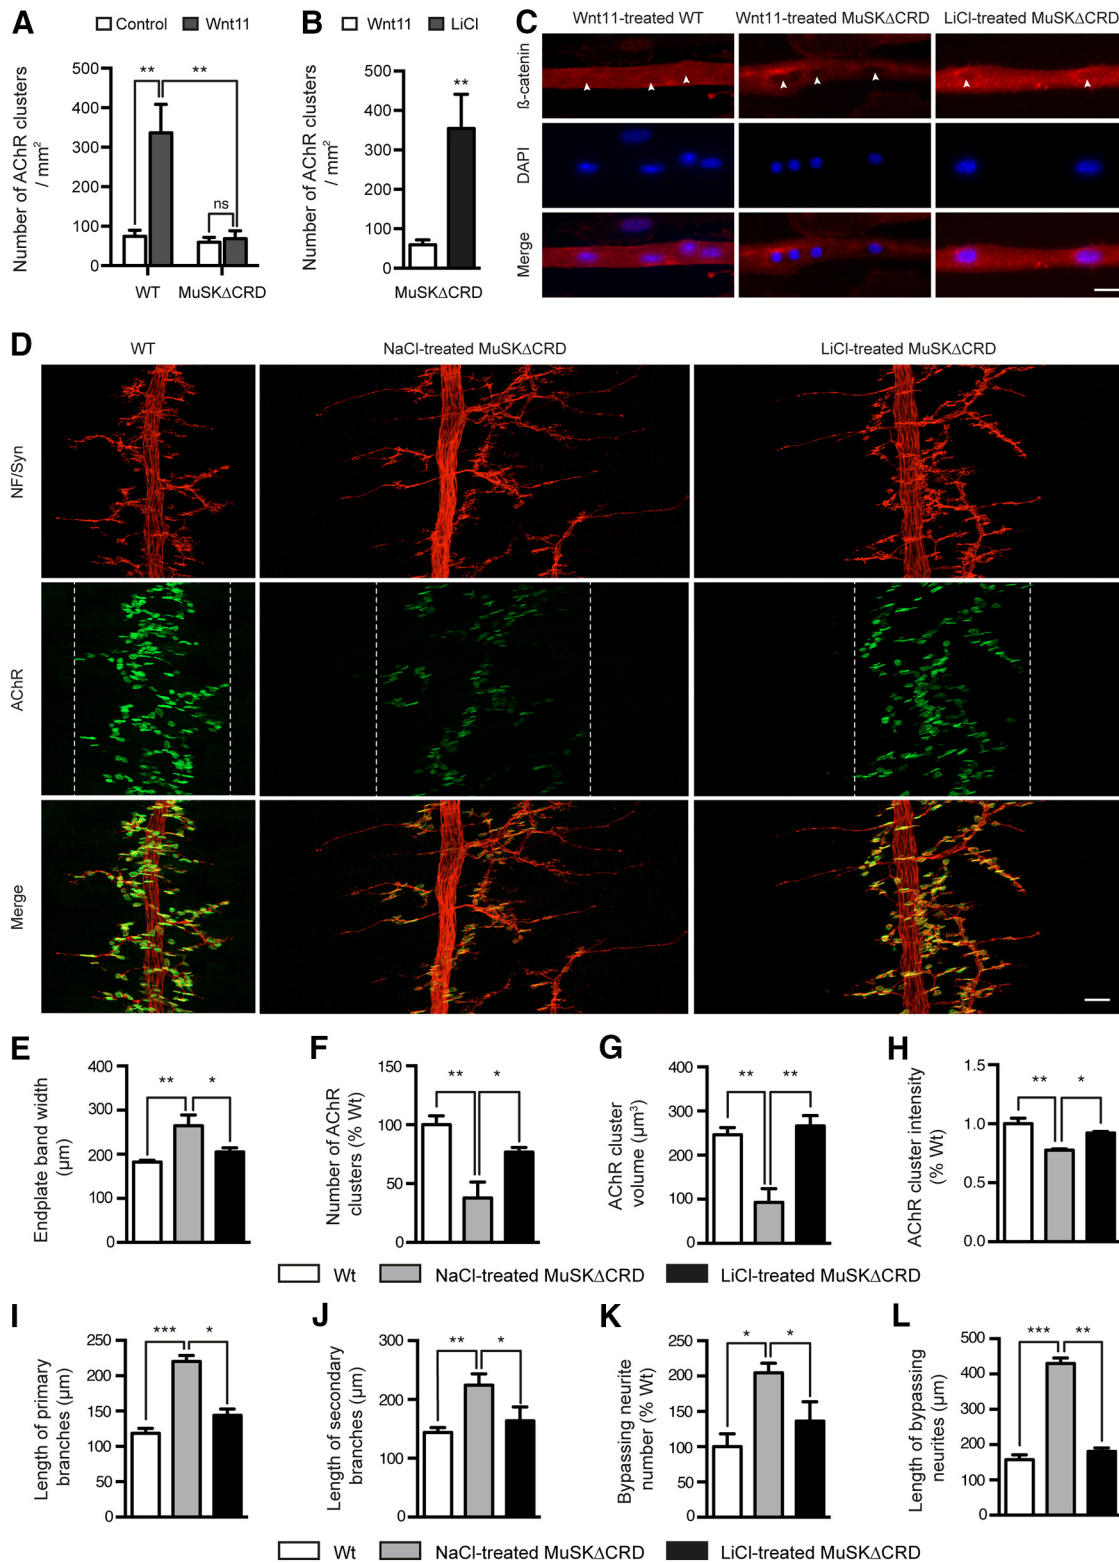 A
Control Wnt11
Number of AChR clusters
/ mm²
500
400
300
200
100
0
**
**
ns
WT
MuSKΔCRD
B
Wnt11 LiCl
Number of AChR clusters
/ mm²
500
400
300
200
100
0
**
MuSKΔCRD
C
Wnt11-treated WT
Wnt11-treated MuSKΔCRD
LiCl-treated MuSKΔCRD
ß-catenin
DAPI
Merge
D
WT
NaCl-treated MuSKΔCRD
LiCl-treated MuSKΔCRD
NF/Syn
AChR
Merge
E
Endplate band width
(µm)
400
300
200
100
0
**
*
F
Number of AChR
clusters (% Wt)
150
100
50
0
**
*
G
AChR cluster
volume (µm³)
400
300
200
100
0
**
**
H
AChR cluster intensity
(% Wt)
1.5
1.0
0.5
0.0
**
*
Wt NaCl-treated MuSKΔCRD LiCl-treated MuSKΔCRD
I
Length of primary
branches (µm)
250
200
150
100
50
0
***
*
J
Length of secondary
branches (µm)
300
200
100
0
**
*
K
Bypassing neurite
number (% Wt)
250
200
150
100
50
0
*
*
L
Length of bypassing
neurites (µm)
500
400
300
200
100
0
***
**
Wt NaCl-treated MuSKΔCRD LiCl-treated MuSKΔCRD